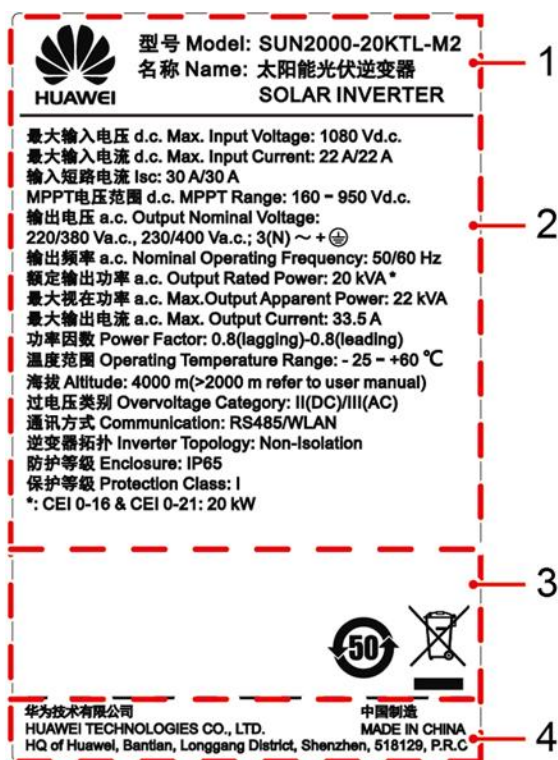 HUAWEI
型号 Model: SUN2000-20KTL-M2
名称 Name: 太阳能光伏逆变器
SOLAR INVERTER
1
最大输入电压 d.c. Max. Input Voltage: 1080 Vd.c.
最大输入电流 d.c. Max. Input Current: 22 A/22 A
输入短路电流 Isc: 30 A/30 A
MPPT电压范围 d.c. MPPT Range: 160 - 950 Vd.c.
输出电压 a.c. Output Nominal Voltage:
220/380 Va.c., 230/400 Va.c.; 3(N) ~ + ⏚
2
输出频率 a.c. Nominal Operating Frequency: 50/60 Hz
额定输出功率 a.c. Output Rated Power: 20 kVA *
最大视在功率 a.c. Max.Output Apparent Power: 22 kVA
最大输出电流 a.c. Max. Output Current: 33.5 A
功率因数 Power Factor: 0.8(lagging)-0.8(leading)
温度范围 Operating Temperature Range: - 25 - +60 ℃
海拔 Altitude: 4000 m(>2000 m refer to user manual)
过电压类别 Overvoltage Category: II(DC)/III(AC)
通讯方式 Communication: RS485/WLAN
逆变器拓扑 Inverter Topology: Non-Isolation
防护等级 Enclosure: IP65
保护等级 Protection Class: I
*: CEI 0-16 & CEI 0-21: 20 kW
3
50
华为技术有限公司 中国制造
HUAWEI TECHNOLOGIES CO., LTD. MADE IN CHINA
HQ of Huawei, Bantian, Longgang District, Shenzhen, 518129, P.R.C
4